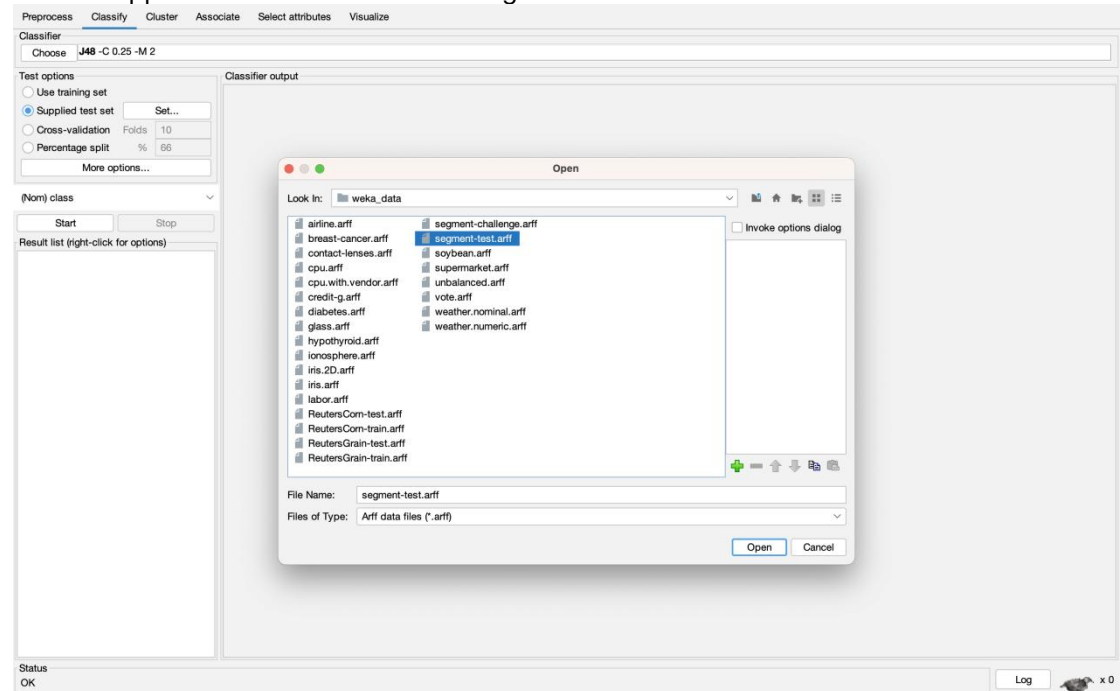 Preprocess Classify Cluster Associate Select attributes Visualize
Classifier
Choose J48 -C 0.25 -M 2
Test options
Use training set
Supplied test set Set...
Cross-validation Folds 10
Percentage split % 66
More options...
(Nom) class
Start Stop
Result list (right-click for options)
Classifier output
Open
Look In: weka_data
airline.arff
breast-cancer.arff
contact-lenses.arff
cpu.arff
cpu.with.vendor.arff
credit-g.arff
diabetes.arff
glass.arff
hypothyroid.arff
ionosphere.arff
iris.2D.arff
iris.arff
labor.arff
ReutersCorn-test.arff
ReutersCorn-train.arff
ReutersGrain-test.arff
ReutersGrain-train.arff
segment-challenge.arff
segment-test.arff
soybean.arff
supermarket.arff
unbalanced.arff
vote.arff
weather.nominal.arff
weather.numeric.arff
Invoke options dialog
File Name: segment-test.arff
Files of Type: Arff data files (*.arff)
Open Cancel
Status
OK
Log x 0